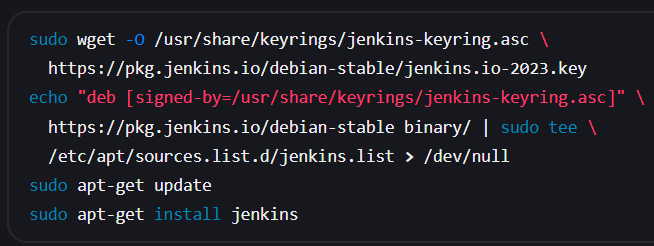 sudo wget -O /usr/share/keyrings/jenkins-keyring.asc \
https://pkg.jenkins.io/debian-stable/jenkins.io-2023.key
echo "deb [signed-by=/usr/share/keyrings/jenkins-keyring.asc]" \
https://pkg.jenkins.io/debian-stable binary/ | sudo tee \
/etc/apt/sources.list.d/jenkins.list > /dev/null
sudo apt-get update
sudo apt-get install jenkins